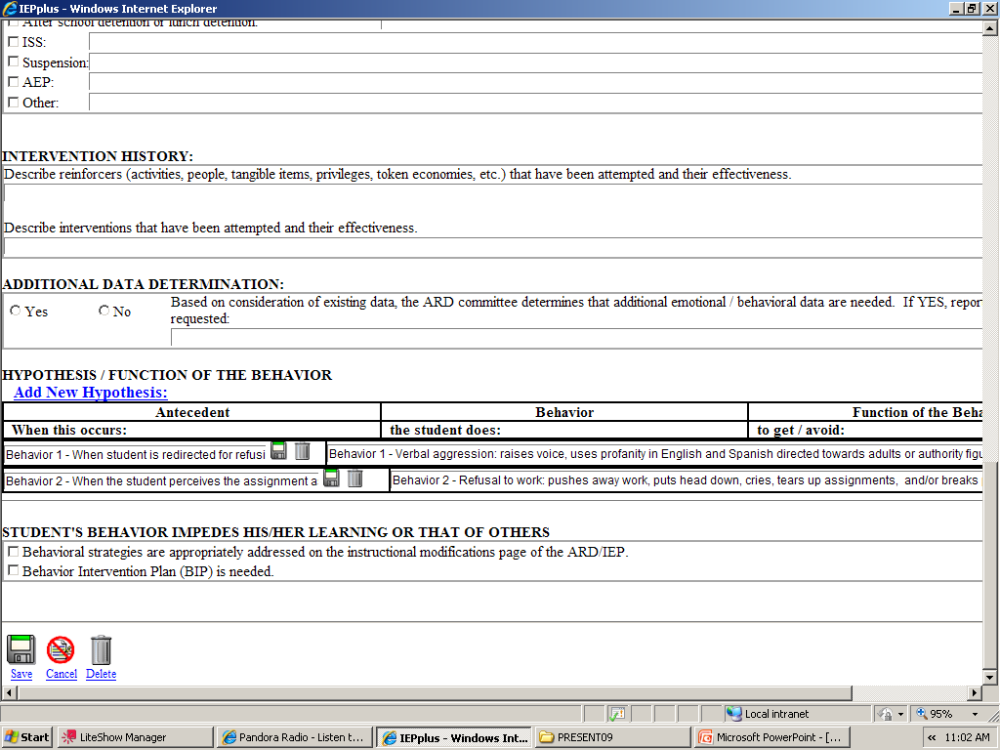 IEPplus - Windows Internet Explorer
After school detention or lunch detention:
ISS:
Suspension:
AEP:
Other:
INTERVENTION HISTORY:
Describe reinforcers (activities, people, tangible items, privileges, token economies, etc.) that have been attempted and their effectiveness.
Describe interventions that have been attempted and their effectiveness.
ADDITIONAL DATA DETERMINATION:
Yes No Based on consideration of existing data, the ARD committee determines that additional emotional / behavioral data are needed. If YES, repor
requested:
HYPOTHESIS / FUNCTION OF THE BEHAVIOR
Add New Hypothesis:
Antecedent Behavior Function of the Beha
When this occurs: the student does: to get / avoid:
Behavior 1 - When student is redirected for refusi Behavior 1 - Verbal aggression: raises voice, uses profanity in English and Spanish directed towards adults or authority figu
Behavior 2 - When the student perceives the assignment a Behavior 2 - Refusal to work: pushes away work, puts head down, cries, tears up assignments, and/or breaks
STUDENT'S BEHAVIOR IMPEDES HIS/HER LEARNING OR THAT OF OTHERS
Behavioral strategies are appropriately addressed on the instructional modifications page of the ARD/IEP.
Behavior Intervention Plan (BIP) is needed.
Save Cancel Delete
Local intranet 95%
Start LiteShow Manager Pandora Radio - Listen t... IEPplus - Windows Int... PRESENT09 Microsoft PowerPoint - [... « 11:02 AM